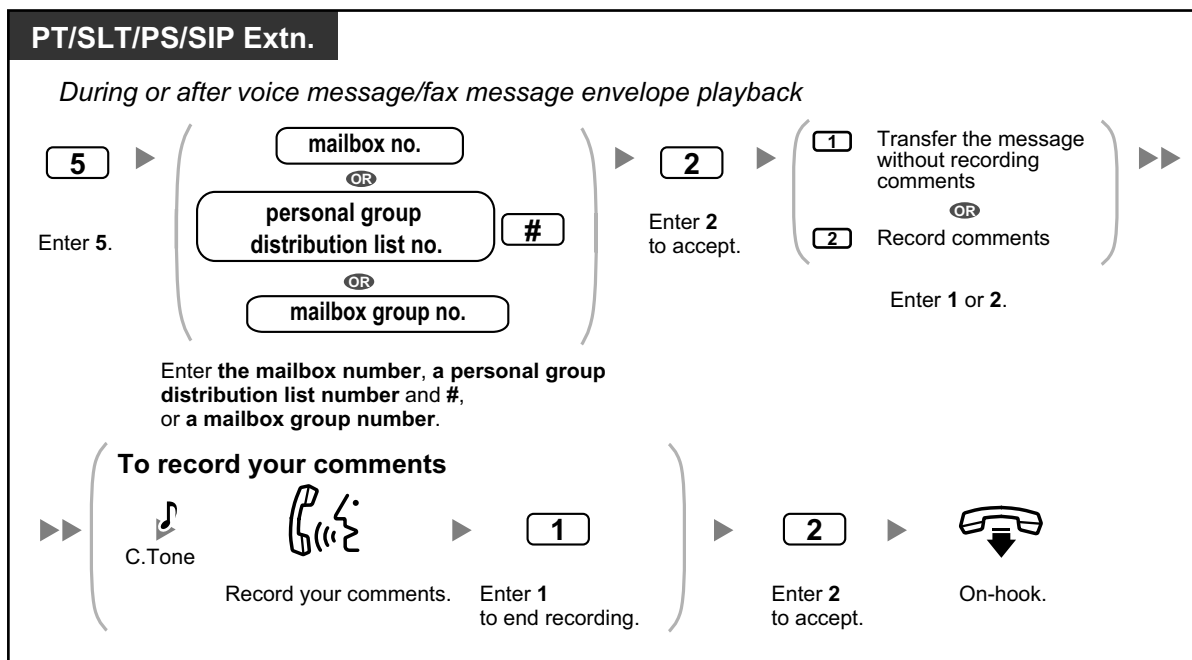 PT/SLT/PS/SIP Extn.
During or after voice message/fax message envelope playback
5
Enter 5.
mailbox no.
OR
personal group
distribution list no.
#
OR
mailbox group no.
Enter the mailbox number, a personal group
distribution list number and #,
or a mailbox group number.
2
Enter 2
to accept.
1 Transfer the message
without recording
comments
OR
2 Record comments
Enter 1 or 2.
To record your comments
C.Tone
Record your comments.
1
Enter 1
to end recording.
2
Enter 2
to accept.
On-hook.